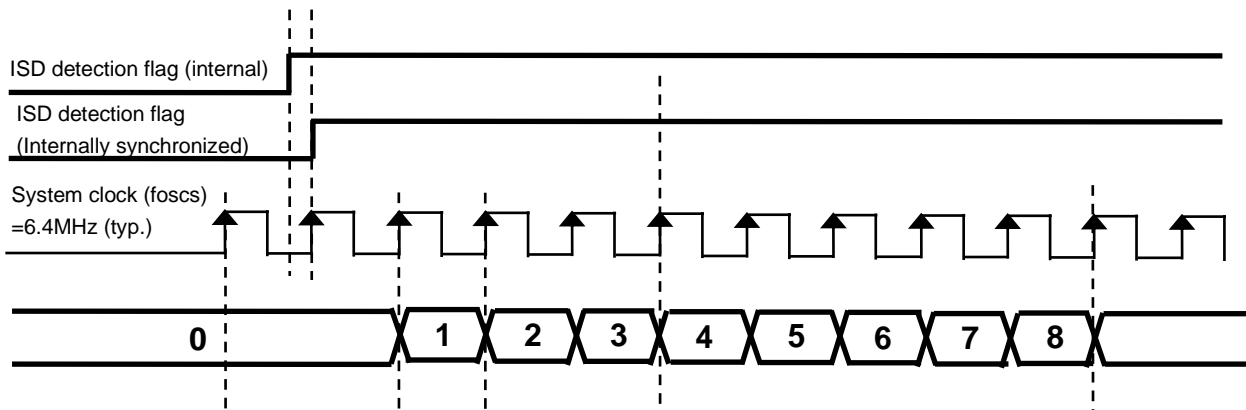 ISD detection flag (internal)
ISD detection flag
(Internally synchronized)
System clock (foscs)
=6.4MHz (typ.)
0 1 2 3 4 5 6 7 8